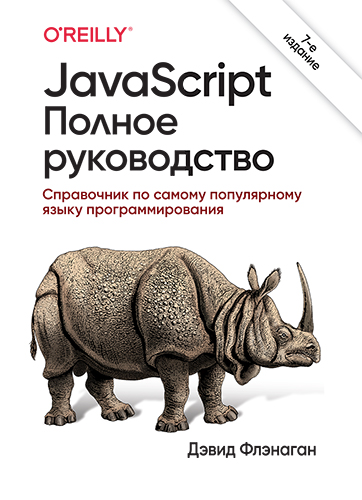 O'REILLY®
7-е
издание
JavaScript
Полное
руководство
Справочник по самому популярному
языку программирования
Дэвид Флэнаган